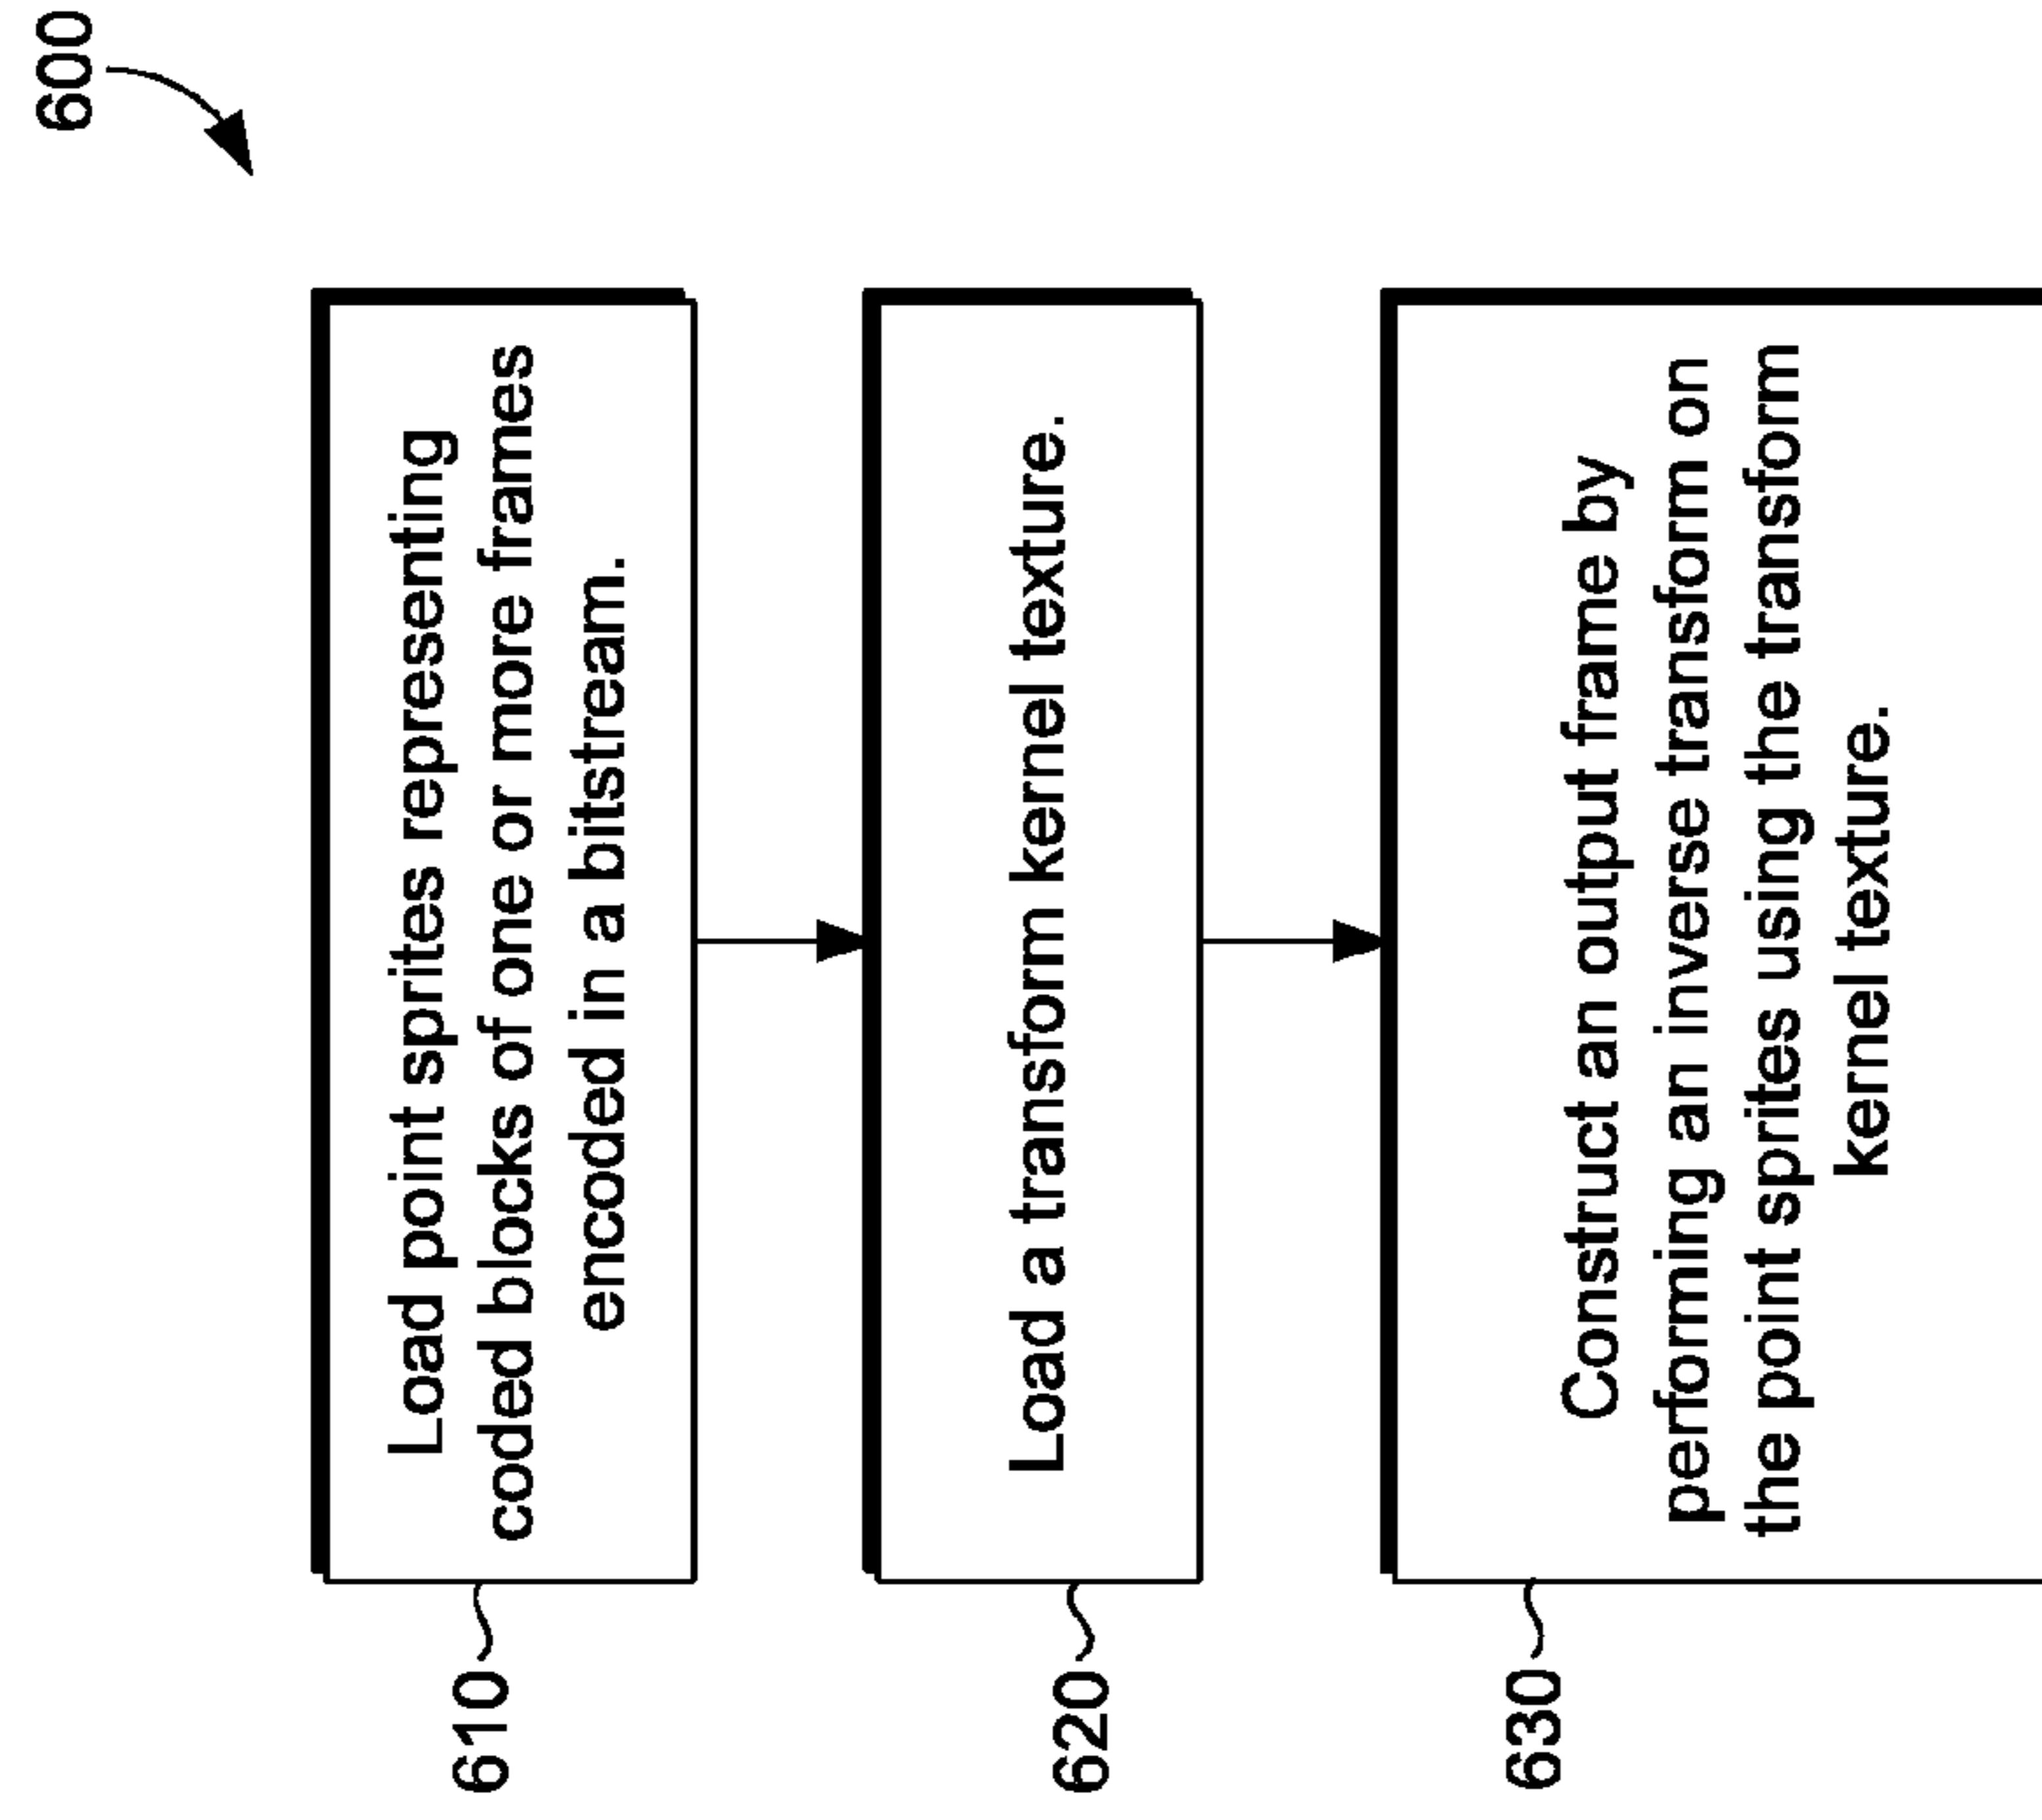 600
610
Load point sprites representing
coded blocks of one or more frames
encoded in a bitstream.
620
Load a transform kernel texture.
630
Construct an output frame by
performing an inverse transform on
the point sprites using the transform
kernel texture.